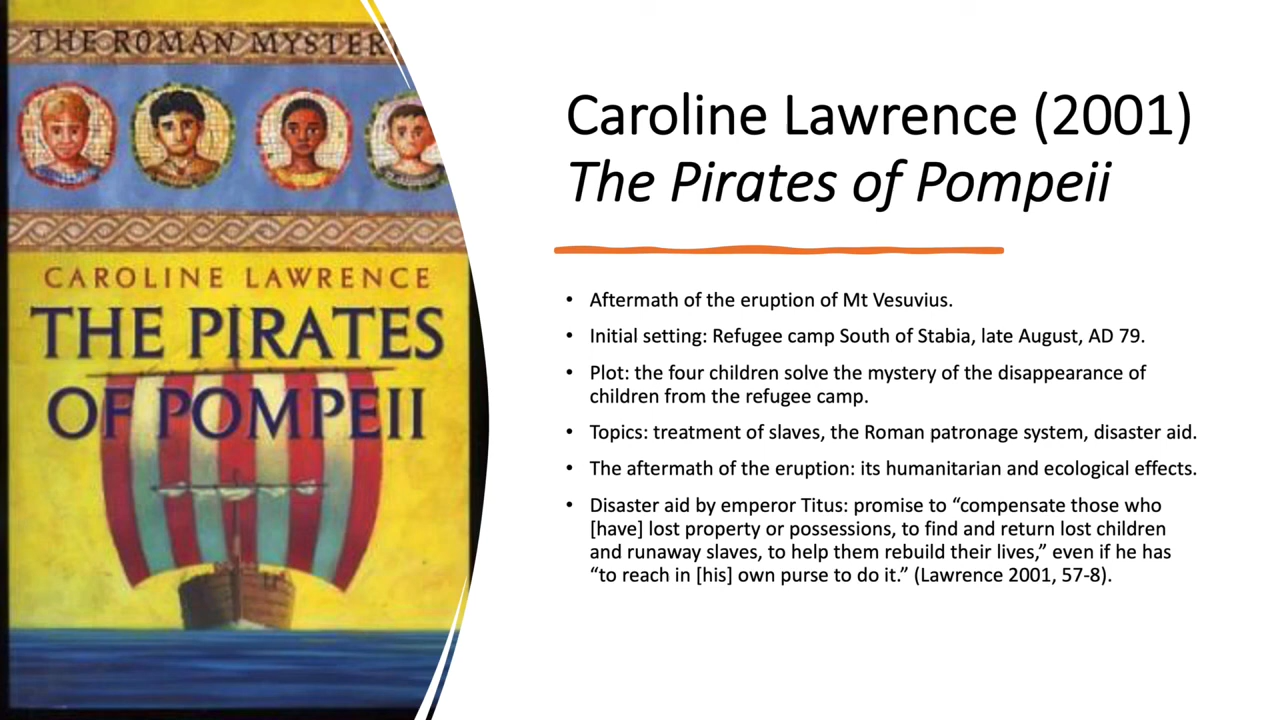 THE ROMAN MYSTER
CAROLINE LAWRENCE
THE PIRATES
OF POMPEII
Caroline Lawrence (2001)
The Pirates of Pompeii
• Aftermath of the eruption of Mt Vesuvius.
• Initial setting: Refugee camp South of Stabia, late August, AD 79.
• Plot: the four children solve the mystery of the disappearance of
children from the refugee camp.
• Topics: treatment of slaves, the Roman patronage system, disaster aid.
• The aftermath of the eruption: its humanitarian and ecological effects.
• Disaster aid by emperor Titus: promise to “compensate those who
[have] lost property or possessions, to find and return lost children
and runaway slaves, to help them rebuild their lives,” even if he has
“to reach in [his] own purse to do it.” (Lawrence 2001, 57-8).